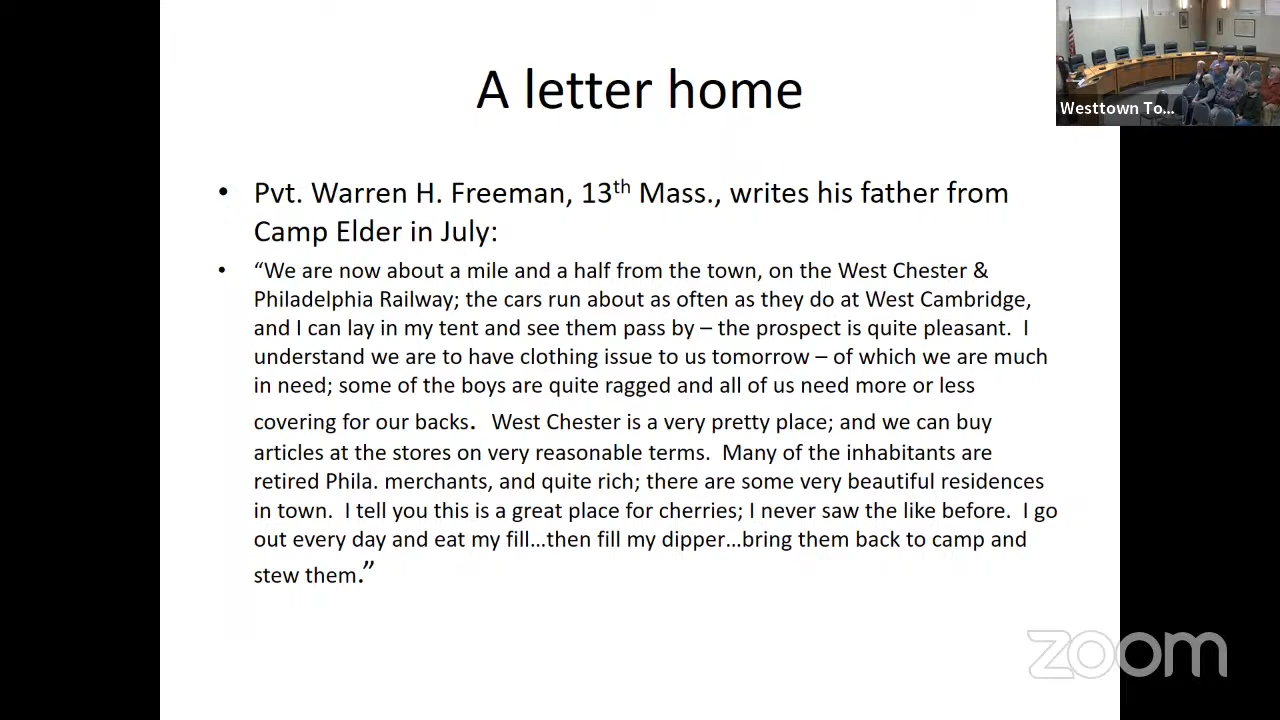 Westtown To...
A letter home
• Pvt. Warren H. Freeman, 13th Mass., writes his father from
Camp Elder in July:
• “We are now about a mile and a half from the town, on the West Chester &
Philadelphia Railway; the cars run about as often as they do at West Cambridge,
and I can lay in my tent and see them pass by – the prospect is quite pleasant.  I
understand we are to have clothing issue to us tomorrow – of which we are much
in need; some of the boys are quite ragged and all of us need more or less
covering for our backs.  West Chester is a very pretty place; and we can buy
articles at the stores on very reasonable terms.  Many of the inhabitants are
retired Phila. merchants, and quite rich; there are some very beautiful residences
in town.  I tell you this is a great place for cherries; I never saw the like before.  I go
out every day and eat my fill…then fill my dipper…bring them back to camp and
stew them.”
zoom